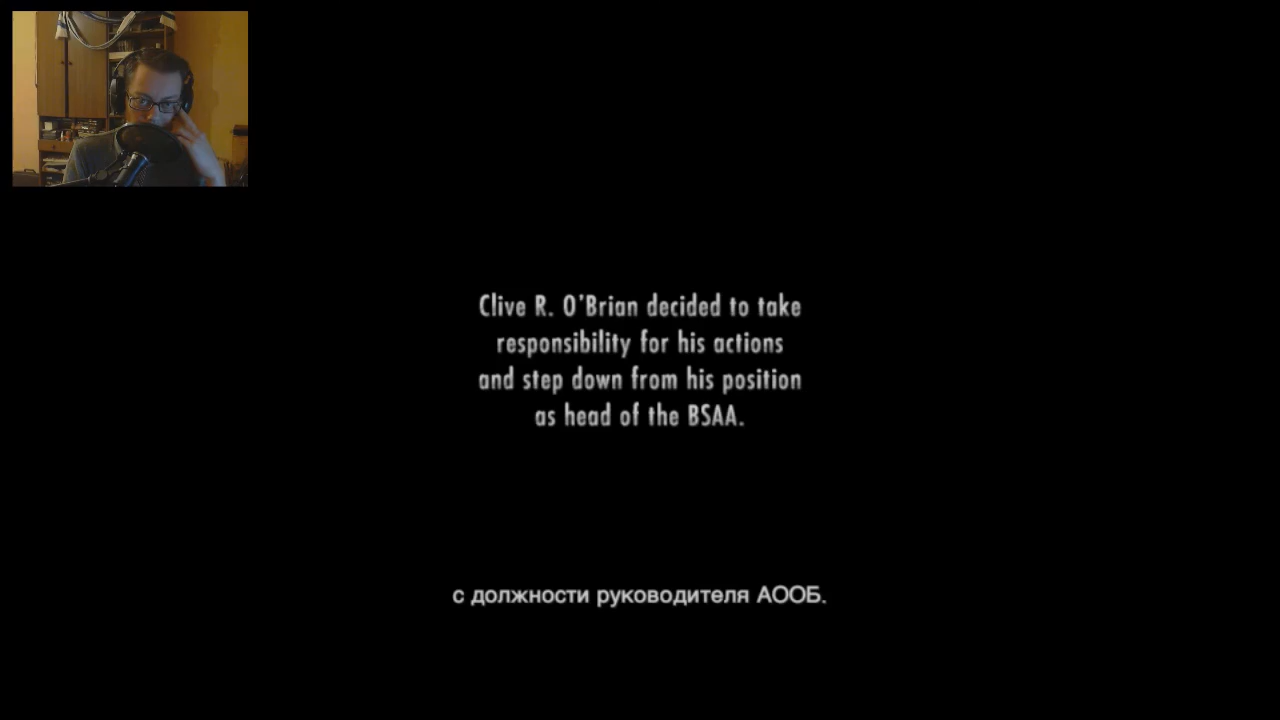 Clive R. O'Brian decided to take
responsibility for his actions
and step down from his position
as head of the BSAA.
с должности руководителя АООБ.